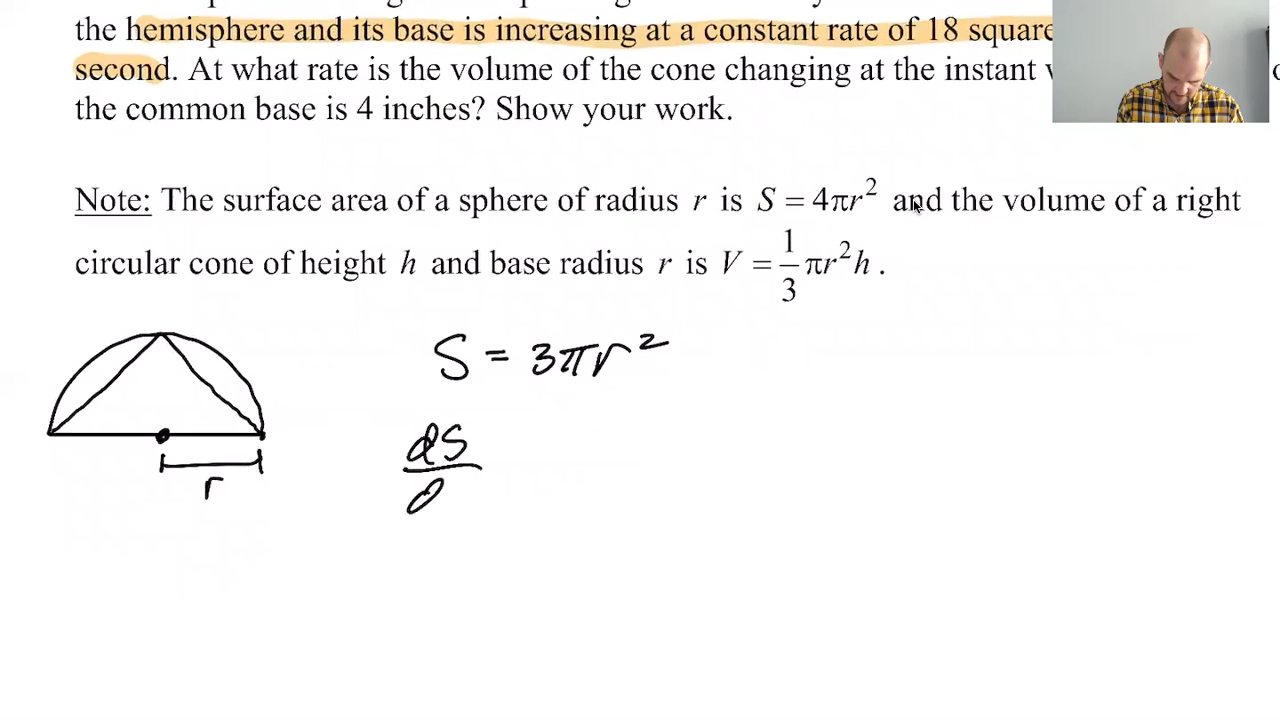 the hemisphere and its base is increasing at a constant rate of 18 square
second. At what rate is the volume of the cone changing at the instant
the common base is 4 inches? Show your work.
Note: The surface area of a sphere of radius r is S = 4πr² and the volume of a right
circular cone of height h and base radius r is V = 1/3 πr²h.
S = 3πr²
dS
r